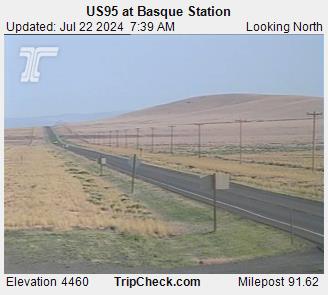 US95 at Basque Station
Updated: Jul 22 2024 7:39 AM Looking North
Elevation 4460 TripCheck.com Milepost 91.62